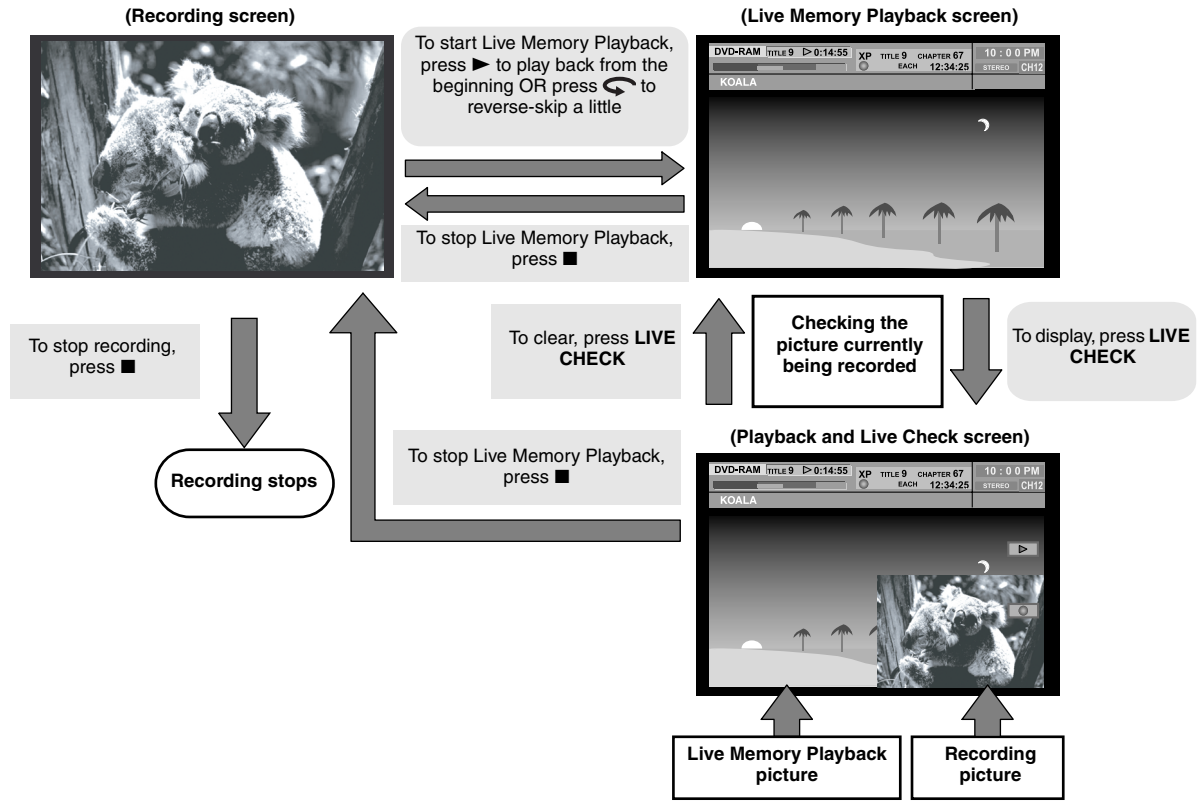 (Recording screen)
(Live Memory Playback screen)
To start Live Memory Playback,
press ► to play back from the
beginning OR press to
reverse-skip a little
DVD-RAM TITLE 9 ▷ 0:14:55
XP TITLE 9 CHAPTER 67
EACH 12:34:25
10:00 PM
STEREO CH12
KOALA
To stop Live Memory Playback,
press ■
To stop recording,
press ■
To clear, press LIVE
CHECK
Checking the
picture currently
being recorded
To display, press LIVE
CHECK
Recording stops
To stop Live Memory Playback,
press ■
(Playback and Live Check screen)
DVD-RAM TITLE 9 ▷ 0:14:55
XP TITLE 9 CHAPTER 67
EACH 12:34:25
10:00 PM
STEREO CH12
KOALA
Live Memory Playback
picture
Recording
picture